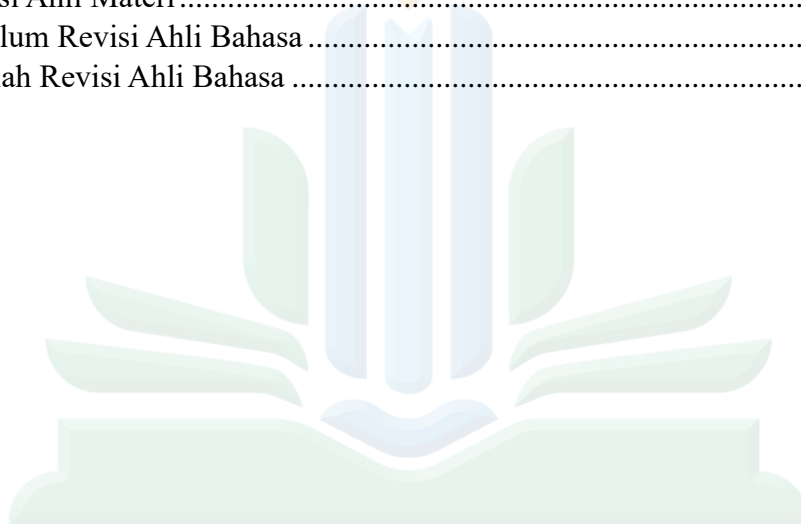 si Ahli Materi........................................................................
lum Revisi Ahli Bahasa ........................................................
ah Revisi Ahli Bahasa ..........................................................